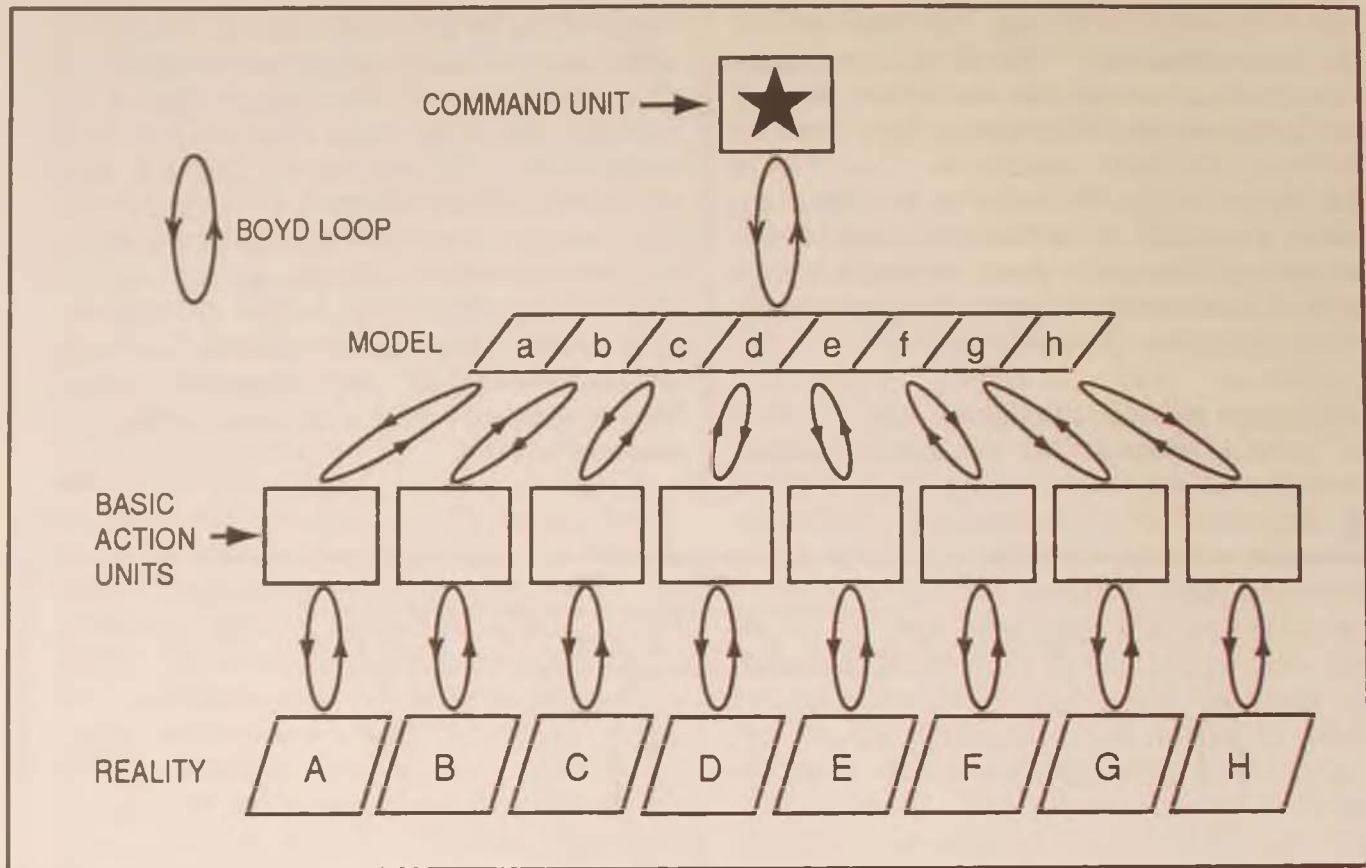 COMMAND UNIT
BOYD LOOP
MODEL
a b c d e f g h
BASIC
ACTION
UNITS
REALITY
A B C D E F G H